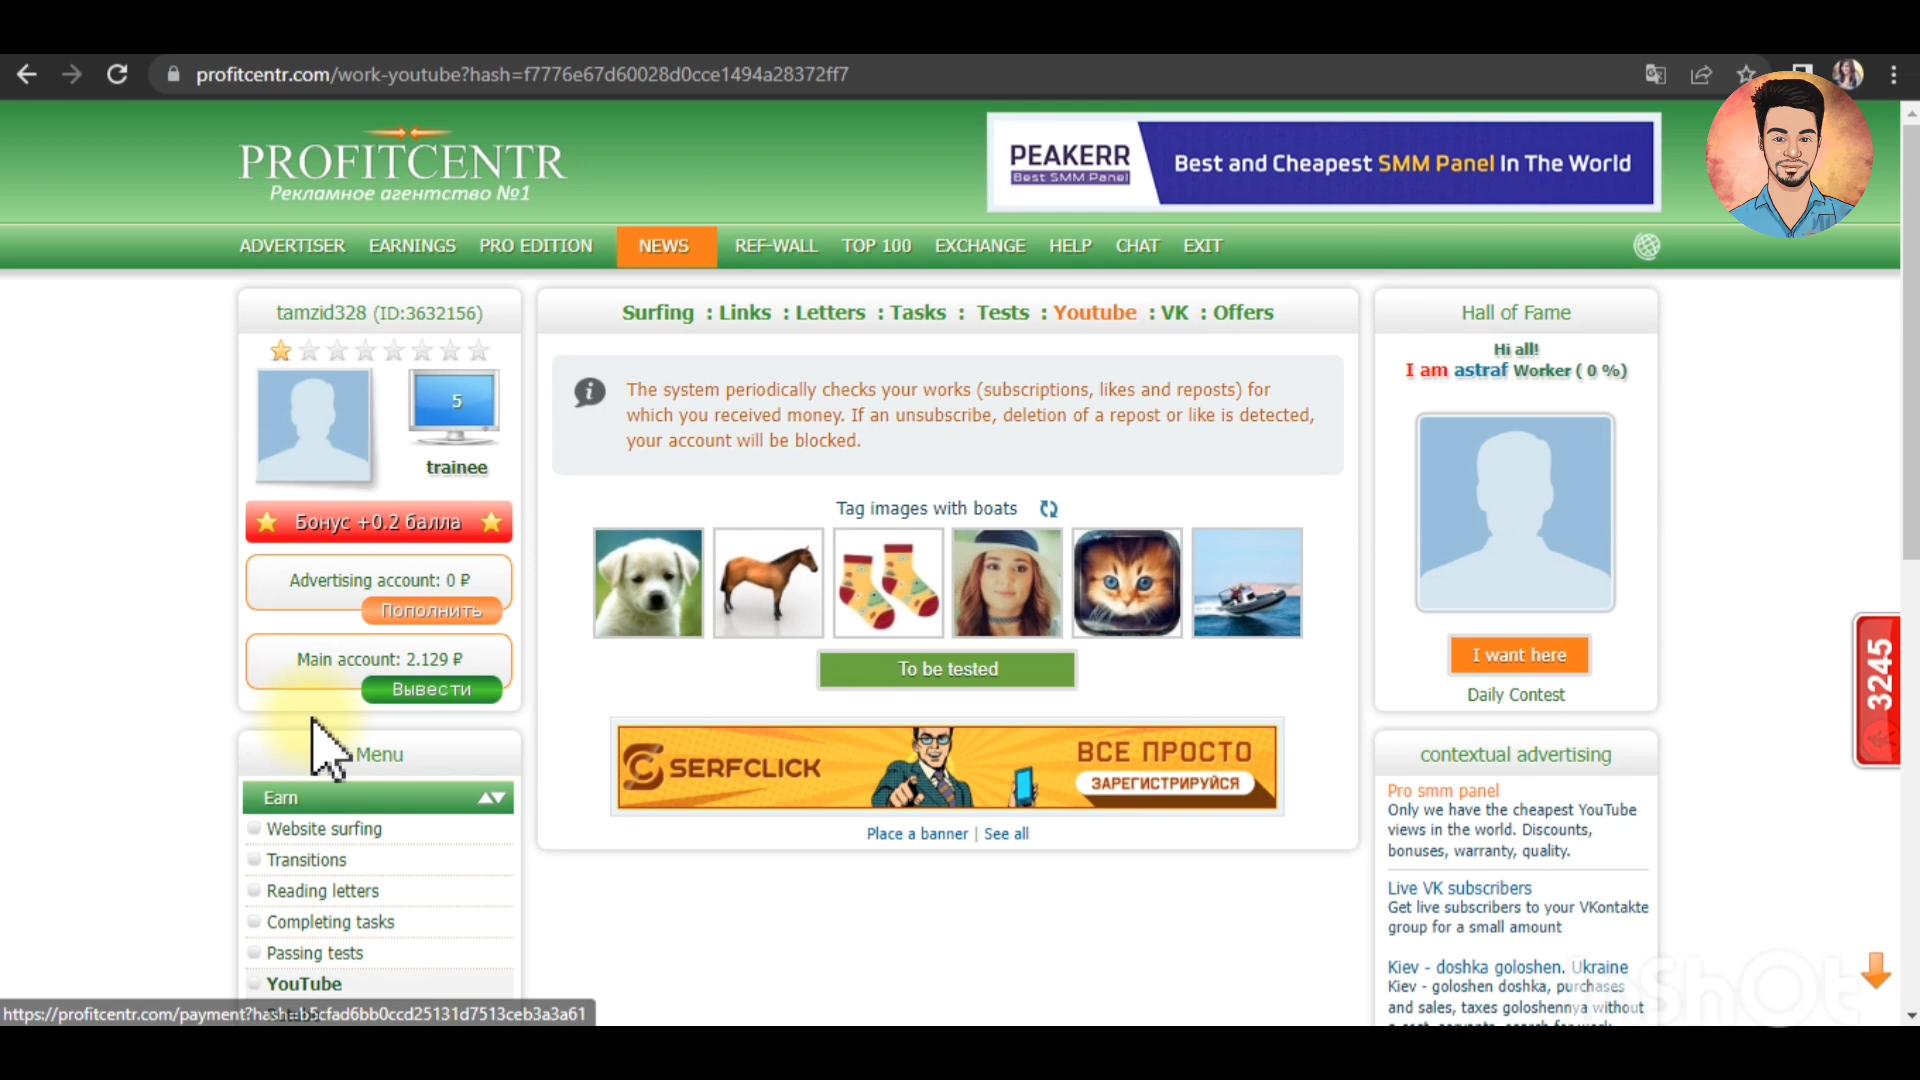 profitcentr.com/work-youtube?hash=f7776e67d60028d0cce1494a28372ff7
PROFITCENTR
Рекламное агентство №1
PEAKERR
Best SMM Panel
Best and Cheapest SMM Panel In The World
ADVERTISER EARNINGS PRO EDITION NEWS REF-WALL TOP 100 EXCHANGE HELP CHAT EXIT
tamzid328 (ID:3632156)
5
trainee
Бонус +0.2 балла
Advertising account: 0 ₽
Пополнить
Main account: 2.129 ₽
Вывести
Menu
Earn
Website surfing
Transitions
Reading letters
Completing tasks
Passing tests
YouTube
https://profitcentr.com/payment?hash=b5cfad6bb0ccd25131d7513ceb3a3a61
Surfing : Links : Letters : Tasks : Tests : Youtube : VK : Offers
The system periodically checks your works (subscriptions, likes and reposts) for
which you received money. If an unsubscribe, deletion of a repost or like is detected,
your account will be blocked.
Tag images with boats
To be tested
SERFCLICK
ВСЕ ПРОСТО
ЗАРЕГИСТРИРУЙСЯ
Place a banner | See all
Hall of Fame
Hi all!
I am astraf Worker ( 0 %)
I want here
Daily Contest
3245
contextual advertising
Pro smm panel
Only we have the cheapest YouTube
views in the world. Discounts,
bonuses, warranty, quality.
Live VK subscribers
Get live subscribers to your VKontakte
group for a small amount
Kiev - doshka goloshen. Ukraine
Kiev - goloshen doshka, purchases
and sales, taxes goloshennya without
InShOt